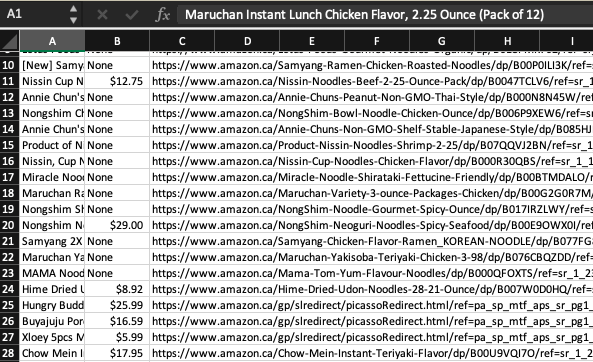 A1 fx Maruchan Instant Lunch Chicken Flavor, 2.25 Ounce (Pack of 12)
A B C D E F G H I
10 [New] Samy None https://www.amazon.ca/Samyang-Ramen-Chicken-Roasted-Noodles/dp/B00P0ILI3K/ref=
11 Nissin Cup N $12.75 https://www.amazon.ca/Nissin-Noodles-Beef-2-25-Ounce-Pack/dp/B0047TCLV6/ref=sr_1
12 Annie Chun's None https://www.amazon.ca/Annie-Chuns-Peanut-Non-GMO-Thai-Style/dp/B000N8N45W/ref
13 Nongshim Ch None https://www.amazon.ca/NongShim-Bowl-Noodle-Chicken-Ounce/dp/B006P9XEW6/ref=s
14 Annie Chun's None https://www.amazon.ca/Annie-Chuns-Non-GMO-Shelf-Stable-Japanese-Style/dp/B085HJ
15 Product of N None https://www.amazon.ca/Product-Nissin-Noodles-Shrimp-2-25/dp/B07QQVJ2BN/ref=sr_1
16 Nissin, Cup N None https://www.amazon.ca/Nissin-Cup-Noodles-Chicken-Flavor/dp/B000R30QBS/ref=sr_1_1
17 Miracle Nood None https://www.amazon.ca/Miracle-Noodle-Shirataki-Fettucine-Friendly/dp/B00BTMDALO/r
18 Maruchan Ra None https://www.amazon.ca/Maruchan-Variety-3-ounce-Packages-Chicken/dp/B00G2G0R7M/
19 Nongshim Sh None https://www.amazon.ca/NongShim-Noodle-Gourmet-Spicy-Ounce/dp/B017IRZLWY/ref=
20 Nongshim N $29.00 https://www.amazon.ca/NongShim-Neoguri-Noodles-Spicy-Seafood/dp/B00E9OWX0I/re
21 Samyang 2X None https://www.amazon.ca/Samyang-Chicken-Flavor-Ramen_KOREAN-NOODLE/dp/B077FG
22 Maruchan Ya None https://www.amazon.ca/Maruchan-Yakisoba-Teriyaki-Chicken-3-98/dp/B076CBQZDD/re
23 MAMA Nood None https://www.amazon.ca/Mama-Tom-Yum-Flavour-Noodles/dp/B000QFOXTS/ref=sr_1_2
24 Hime Dried U $8.92 https://www.amazon.ca/Hime-Dried-Udon-Noodles-28-21-Ounce/dp/B007W0D0HQ/re
25 Hungry Budd $25.99 https://www.amazon.ca/gp/slredirect/picassoRedirect.html/ref=pa_sp_mtf_aps_sr_pg1_
26 Buyajuju Por $16.59 https://www.amazon.ca/gp/slredirect/picassoRedirect.html/ref=pa_sp_mtf_aps_sr_pg1_
27 Xloey 5pcs M $5.99 https://www.amazon.ca/gp/slredirect/picassoRedirect.html/ref=pa_sp_mtf_aps_sr_pg1_
28 Chow Mein I $17.95 https://www.amazon.ca/Chow-Mein-Instant-Teriyaki-Flavor/dp/B00U9VQI7O/ref=sr_1_2